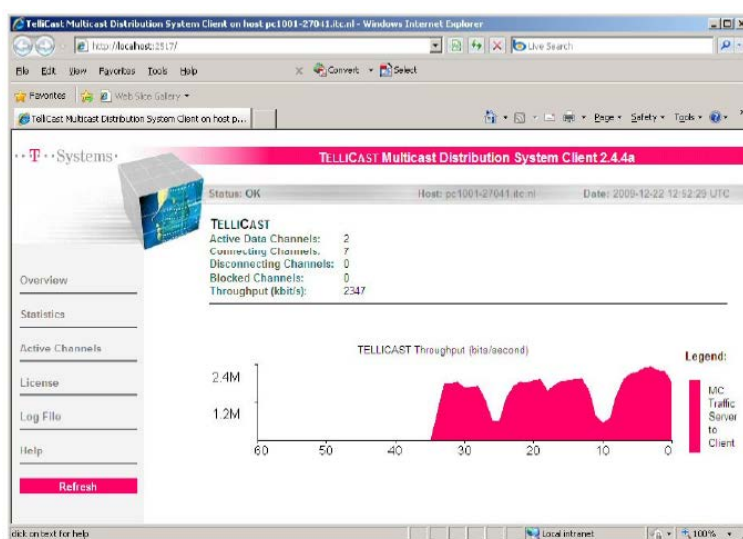 TelliCast Multicast Distribution System Client on host pc1001-27041.itc.nl - Windows Internet Explorer
http://localhost:2517/
Live Search
File Edit View Favorites Tools Help
Convert Select
Favorites Web Slice Gallery
TelliCast Multicast Distribution System Client on host p...
Page Safety Tools
··T··Systems·
TELLICAST Multicast Distribution System Client 2.4.4a
Status: OK Host: pc1001-27041.itc.nl Date: 2009-12-22 12:52:29 UTC
TELLICAST
Active Data Channels: 2
Connecting Channels: 7
Disconnecting Channels: 0
Blocked Channels: 0
Throughput (kbit/s): 2347
Overview
Statistics
Active Channels
License
Log File
Help
Refresh
TELLICAST Throughput (bits/second)
2.4M
1.2M
60 50 40 30 20 10 0
Legend:
MC
Traffic
Server
to
Client
click on text for help
Local intranet
100%